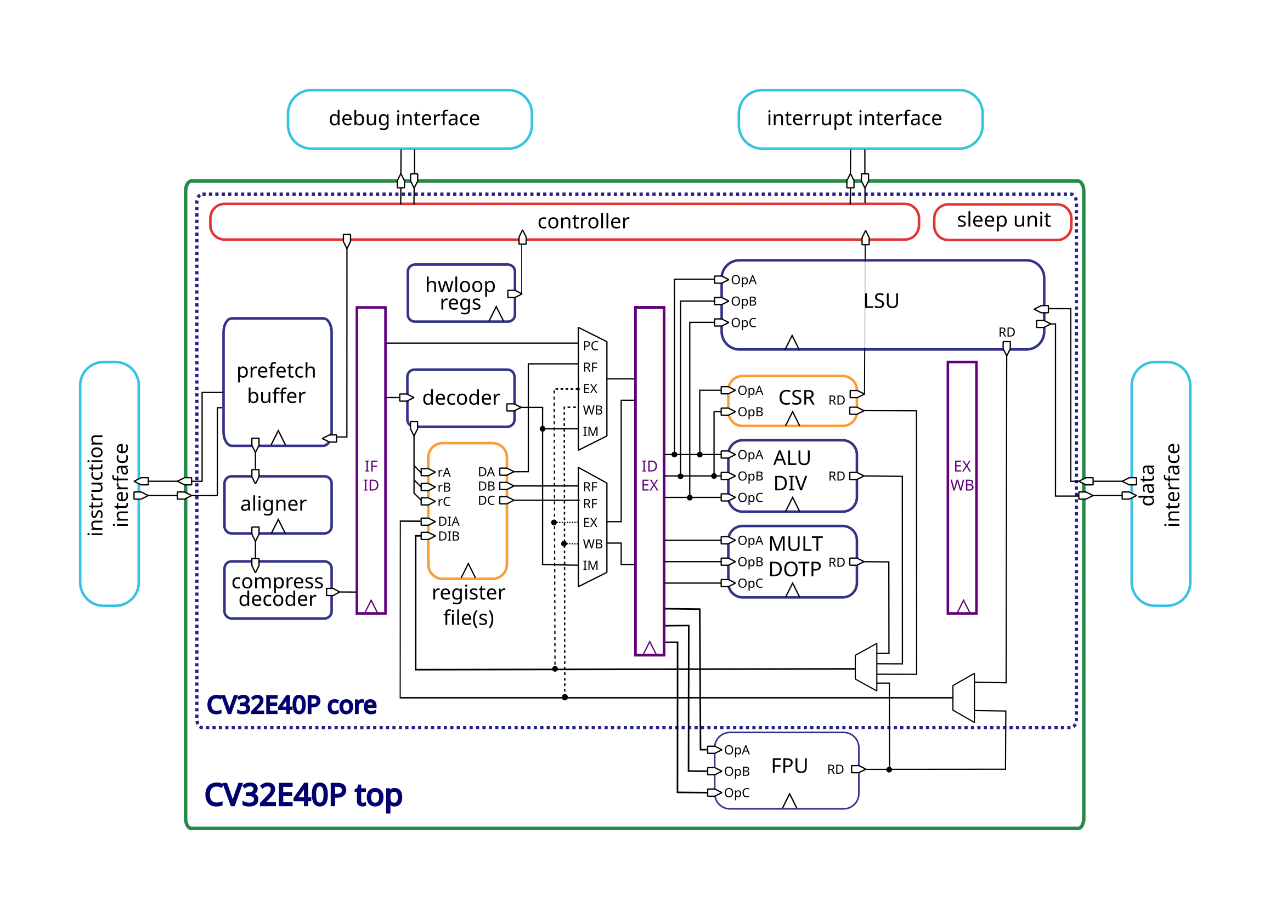 debug interface
interrupt interface
controller
sleep unit
hwloop
regs
OpA
OpB
OpC
LSU
RD
prefetch
buffer
PC
RF
EX
WB
IM
decoder
OpA
OpB
CSR
RD
instruction
interface
IF
ID
rA
rB
rC
DIA
DIB
DA
DB
DC
register
file(s)
RF
RF
EX
WB
IM
ID
EX
OpA
OpB
OpC
ALU
DIV
RD
EX
WB
data
interface
aligner
compress
decoder
OpA
OpB
OpC
MULT
DOTP
RD
CV32E40P core
OpA
OpB
OpC
FPU
RD
CV32E40P top